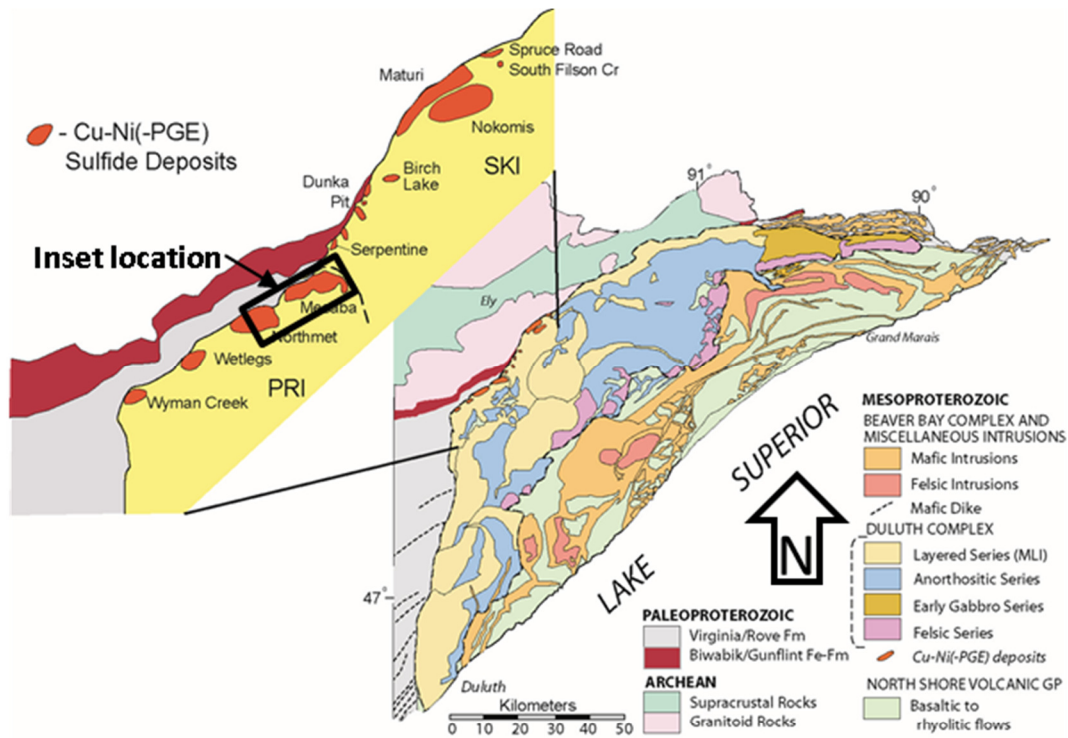 Spruce Road
South Filson Cr
Maturi
- Cu-Ni(-PGE)
Sulfide Deposits
Nokomis
SKI
Birch
Lake
Dunka
Pit
Serpentine
Inset location
Mesaba
Northmet
Wetlegs
PRI
Wyman Creek
91°
90°
Ely
Grand Marais
LAKE
SUPERIOR
N
47°
Duluth
Kilometers
0 10 20 30 40 50
PALEOPROTEROZOIC
Virginia/Rove Fm
Biwabik/Gunflint Fe-Fm
ARCHEAN
Supracrustal Rocks
Granitoid Rocks
MESOPROTEROZOIC
BEAVER BAY COMPLEX AND
MISCELLANEOUS INTRUSIONS
Mafic Intrusions
Felsic Intrusions
Mafic Dike
DULUTH COMPLEX
Layered Series (MLI)
Anorthositic Series
Early Gabbro Series
Felsic Series
Cu-Ni(-PGE) deposits
NORTH SHORE VOLCANIC GP
Basaltic to
rhyolitic flows